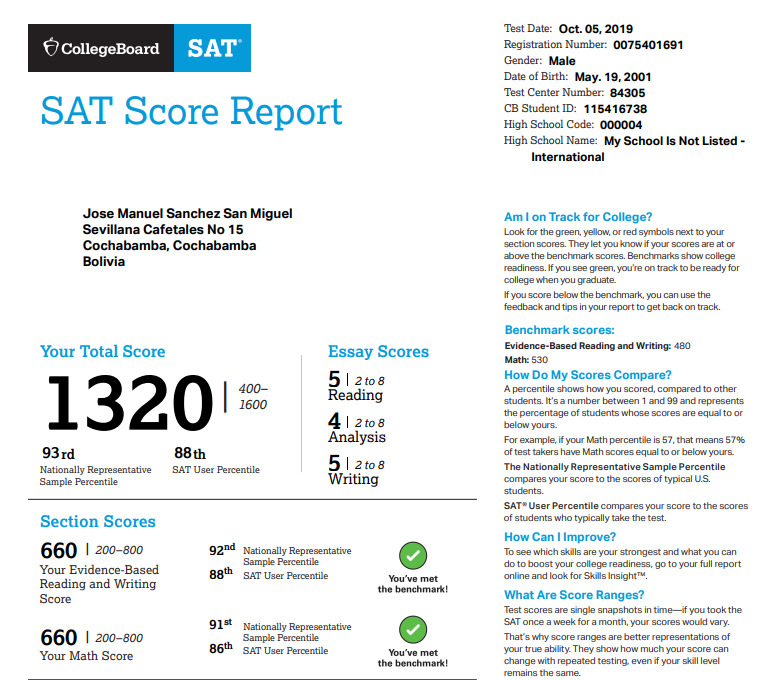 CollegeBoard SAT®
SAT Score Report
Test Date: Oct. 05, 2019
Registration Number: 0075401691
Gender: Male
Date of Birth: May. 19, 2001
Test Center Number: 84305
CB Student ID: 115416738
High School Code: 000004
High School Name: My School Is Not Listed -
International
Jose Manuel Sanchez San Miguel
Sevillana Cafetales No 15
Cochabamba, Cochabamba
Bolivia
Your Total Score
1320 | 400–
1600
93rd
Nationally Representative
Sample Percentile
88th
SAT User Percentile
Essay Scores
5 | 2 to 8
Reading
4 | 2 to 8
Analysis
5 | 2 to 8
Writing
Section Scores
660 | 200–800
Your Evidence-Based
Reading and Writing
Score
92nd Nationally Representative
Sample Percentile
88th SAT User Percentile
You've met
the benchmark!
660 | 200–800
Your Math Score
91st Nationally Representative
Sample Percentile
86th SAT User Percentile
You've met
the benchmark!
Am I on Track for College?
Look for the green, yellow, or red symbols next to your
section scores. They let you know if your scores are at or
above the benchmark scores. Benchmarks show college
readiness. If you see green, you're on track to be ready for
college when you graduate.
If you score below the benchmark, you can use the
feedback and tips in your report to get back on track.
Benchmark scores:
Evidence-Based Reading and Writing: 480
Math: 530
How Do My Scores Compare?
A percentile shows how you scored, compared to other
students. It's a number between 1 and 99 and represents
the percentage of students whose scores are equal to or
below yours.
For example, if your Math percentile is 57, that means 57%
of test takers have Math scores equal to or below yours.
The Nationally Representative Sample Percentile
compares your score to the scores of typical U.S.
students.
SAT® User Percentile compares your score to the scores
of students who typically take the test.
How Can I Improve?
To see which skills are your strongest and what you can
do to boost your college readiness, go to your full report
online and look for Skills Insight™.
What Are Score Ranges?
Test scores are single snapshots in time—if you took the
SAT once a week for a month, your scores would vary.
That's why score ranges are better representations of
your true ability. They show how much your score can
change with repeated testing, even if your skill level
remains the same.